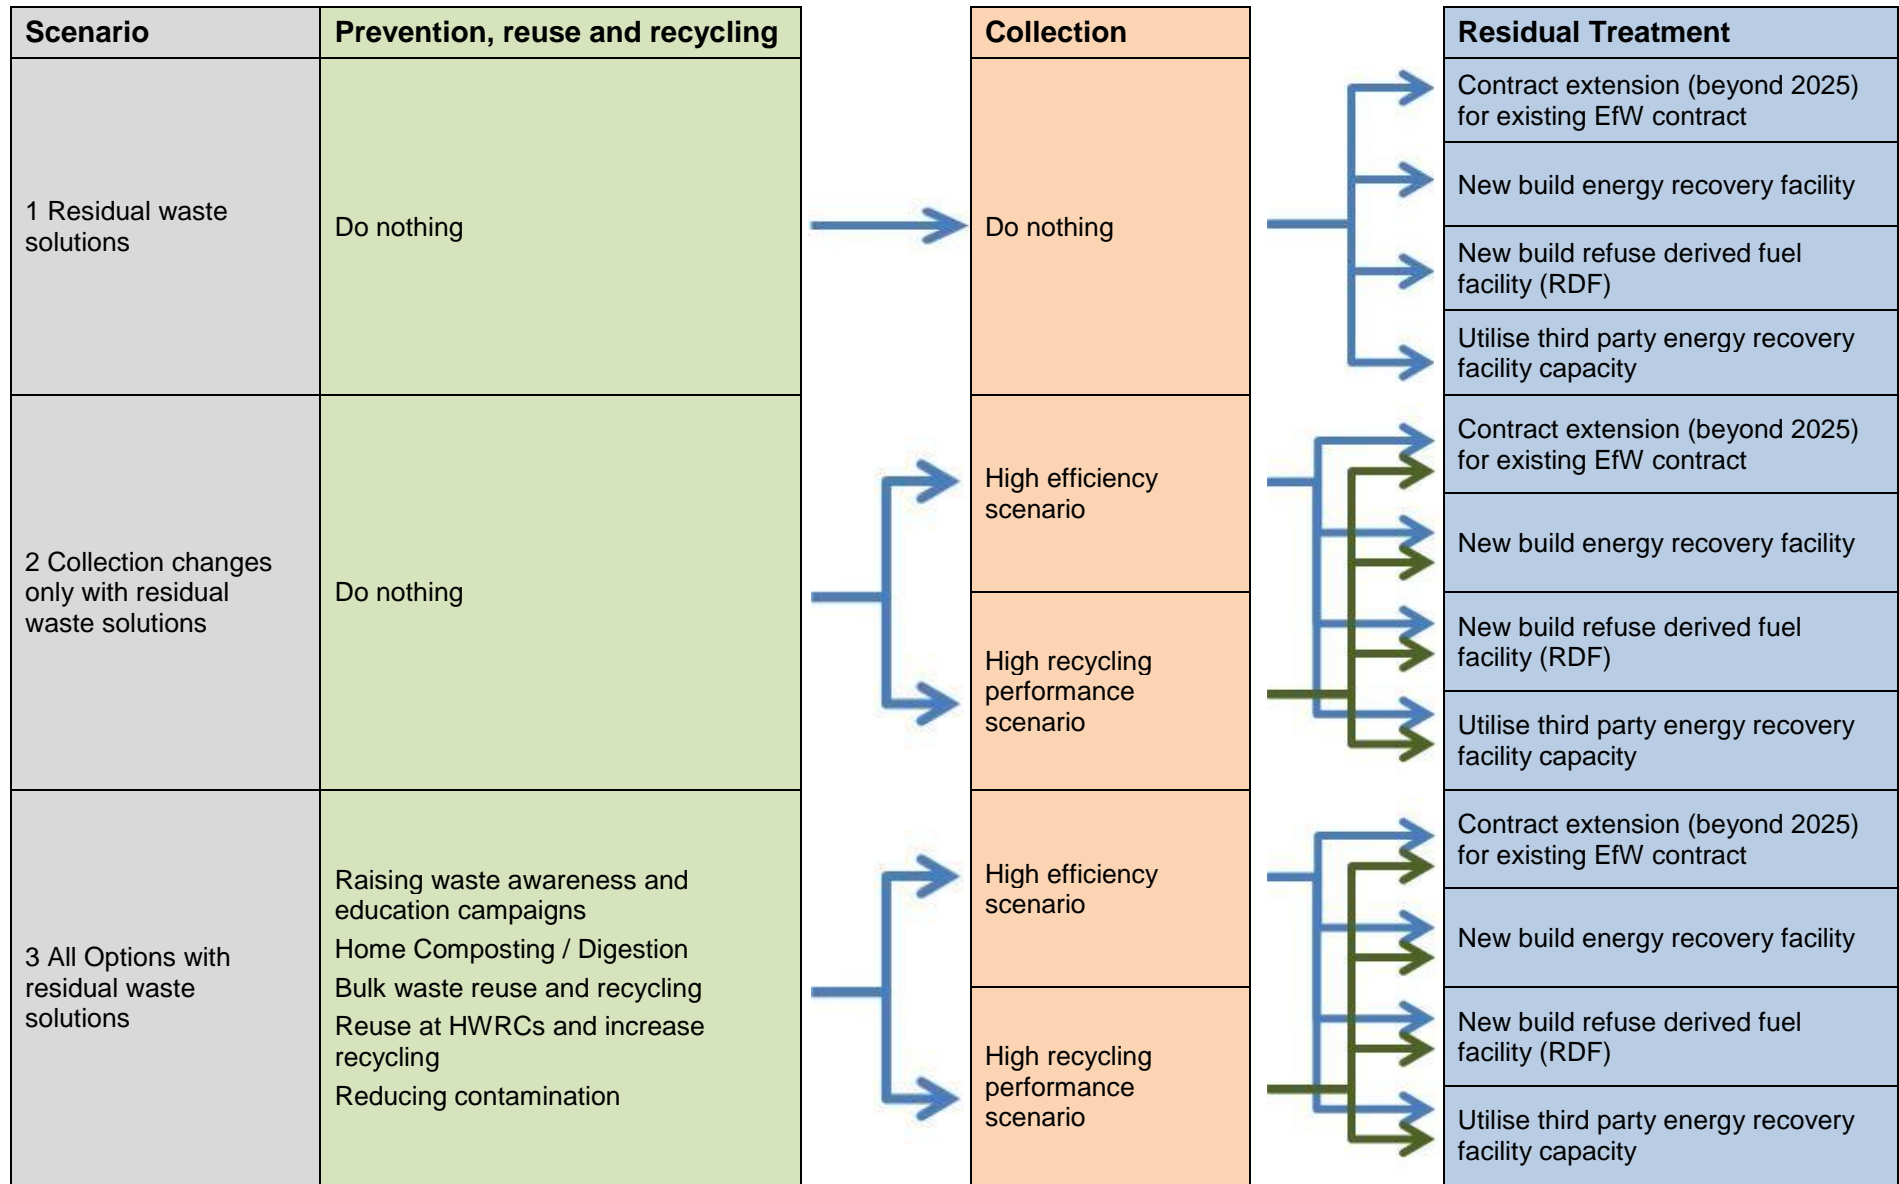 Scenario
Prevention, reuse and recycling
Collection
Residual Treatment
1 Residual waste
solutions
Do nothing
Do nothing
Contract extension (beyond 2025)
for existing EfW contract
New build energy recovery facility
New build refuse derived fuel
facility (RDF)
Utilise third party energy recovery
facility capacity
2 Collection changes
only with residual
waste solutions
Do nothing
High efficiency
scenario
High recycling
performance
scenario
Contract extension (beyond 2025)
for existing EfW contract
New build energy recovery facility
New build refuse derived fuel
facility (RDF)
Utilise third party energy recovery
facility capacity
3 All Options with
residual waste
solutions
Raising waste awareness and
education campaigns
Home Composting / Digestion
Bulk waste reuse and recycling
Reuse at HWRCs and increase
recycling
Reducing contamination
High efficiency
scenario
High recycling
performance
scenario
Contract extension (beyond 2025)
for existing EfW contract
New build energy recovery facility
New build refuse derived fuel
facility (RDF)
Utilise third party energy recovery
facility capacity